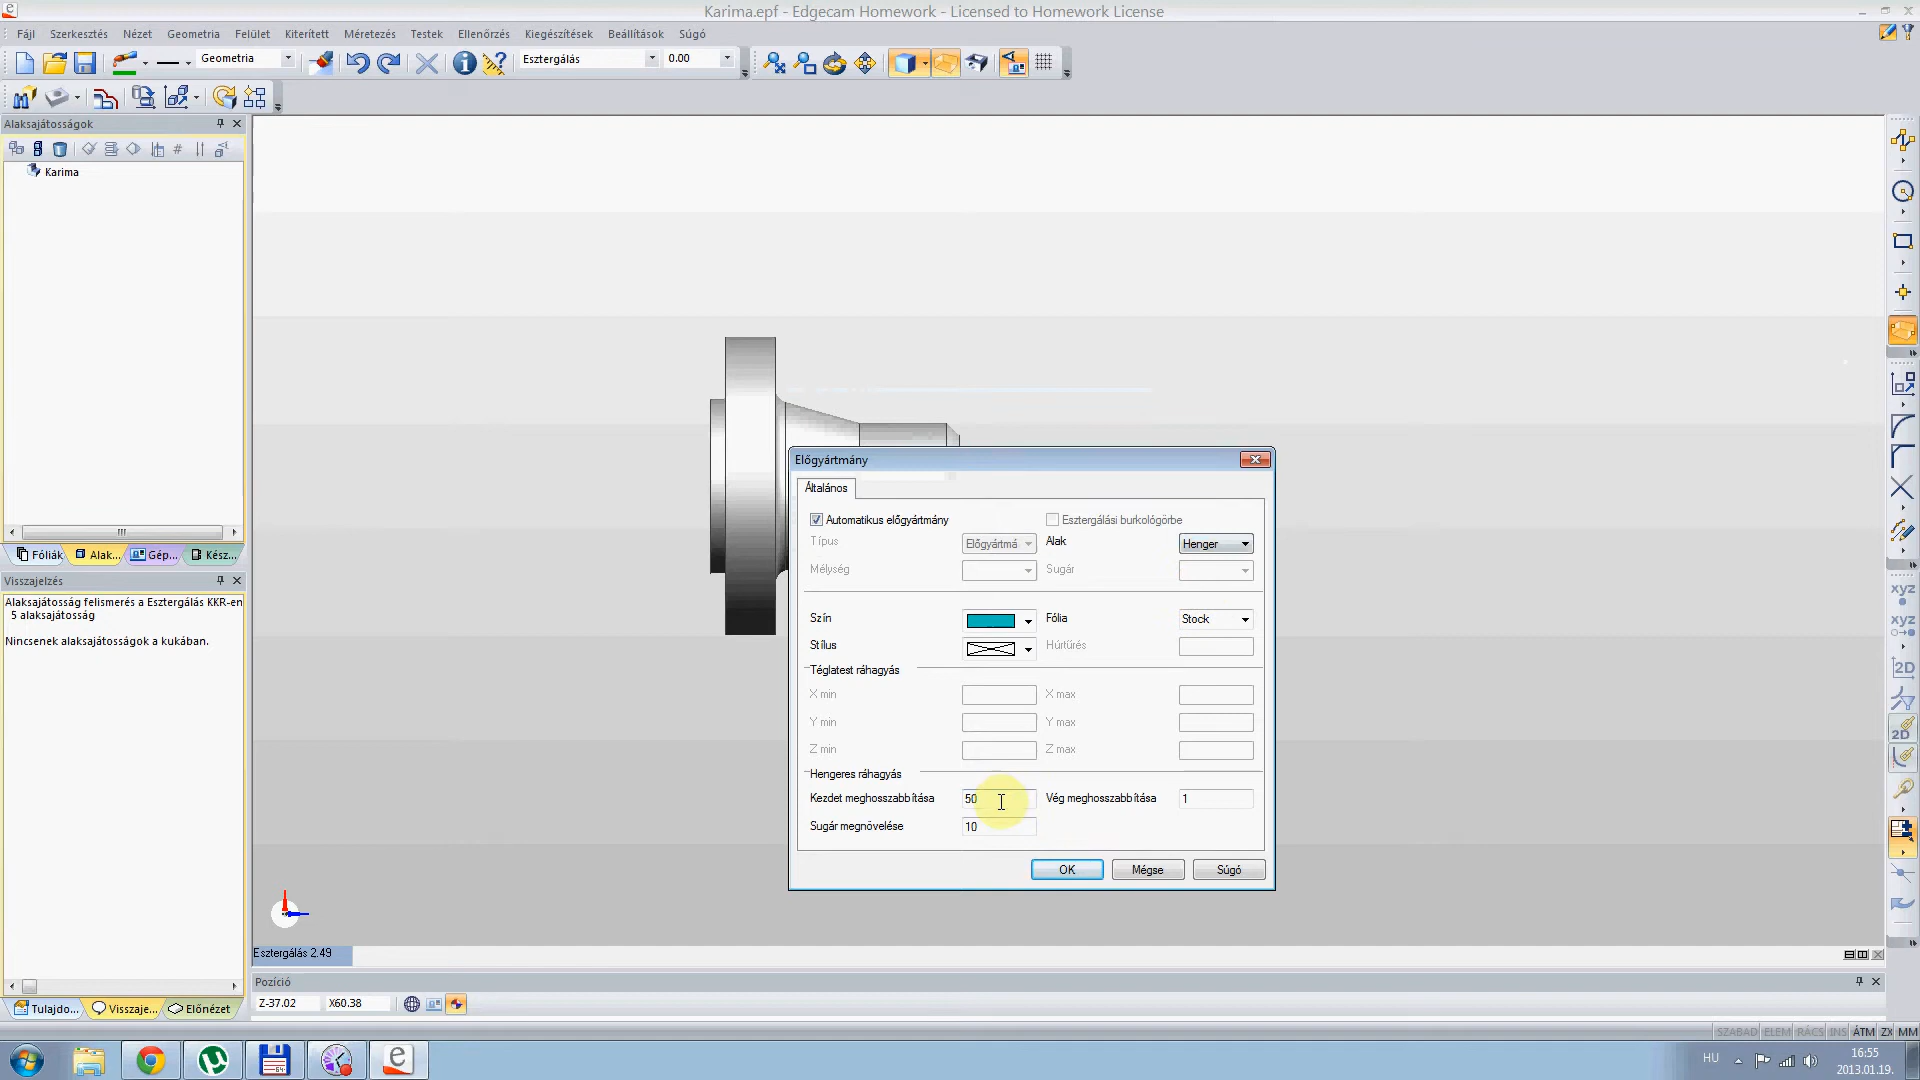 Karima.epf - Edgecam Homework - Licensed to Homework License
Fájl Szerkesztés Nézet Geometria Felület Kiterített Méretezés Testek Ellenőrzés Kiegészítések Beállítások Súgó
Geometria Esztergálás 0.00
Alaksajátosságok
Karima
Fóliák Alak... Gép... Kész...
Visszajelzés
Alaksajátosság felismerés a Esztergálás KKR-en
5 alaksajátosság
Nincsenek alaksajátosságok a kukában.
Tulajdo... Visszaje... Előnézet
Előgyártmány
Általános
Automatikus előgyártmány Esztergálási burkológörbe
Típus Előgyártmá Alak Henger
Mélység Sugár
Szín Fólia Stock
Stílus Húrtűrés
Téglatest ráhagyás
X min X max
Y min Y max
Z min Z max
Hengeres ráhagyás
Kezdet meghosszabbítása 50 Vég meghosszabbítása 1
Sugár megnövelése 10
OK Mégse Súgó
xyz
xyz
2D
2D
Esztergálás 2.49
Pozíció
Z-37.02 X60.38
SZABAD ELEM RÁCS INS ÁTM ZX MM
HU 16:55
2013.01.19.